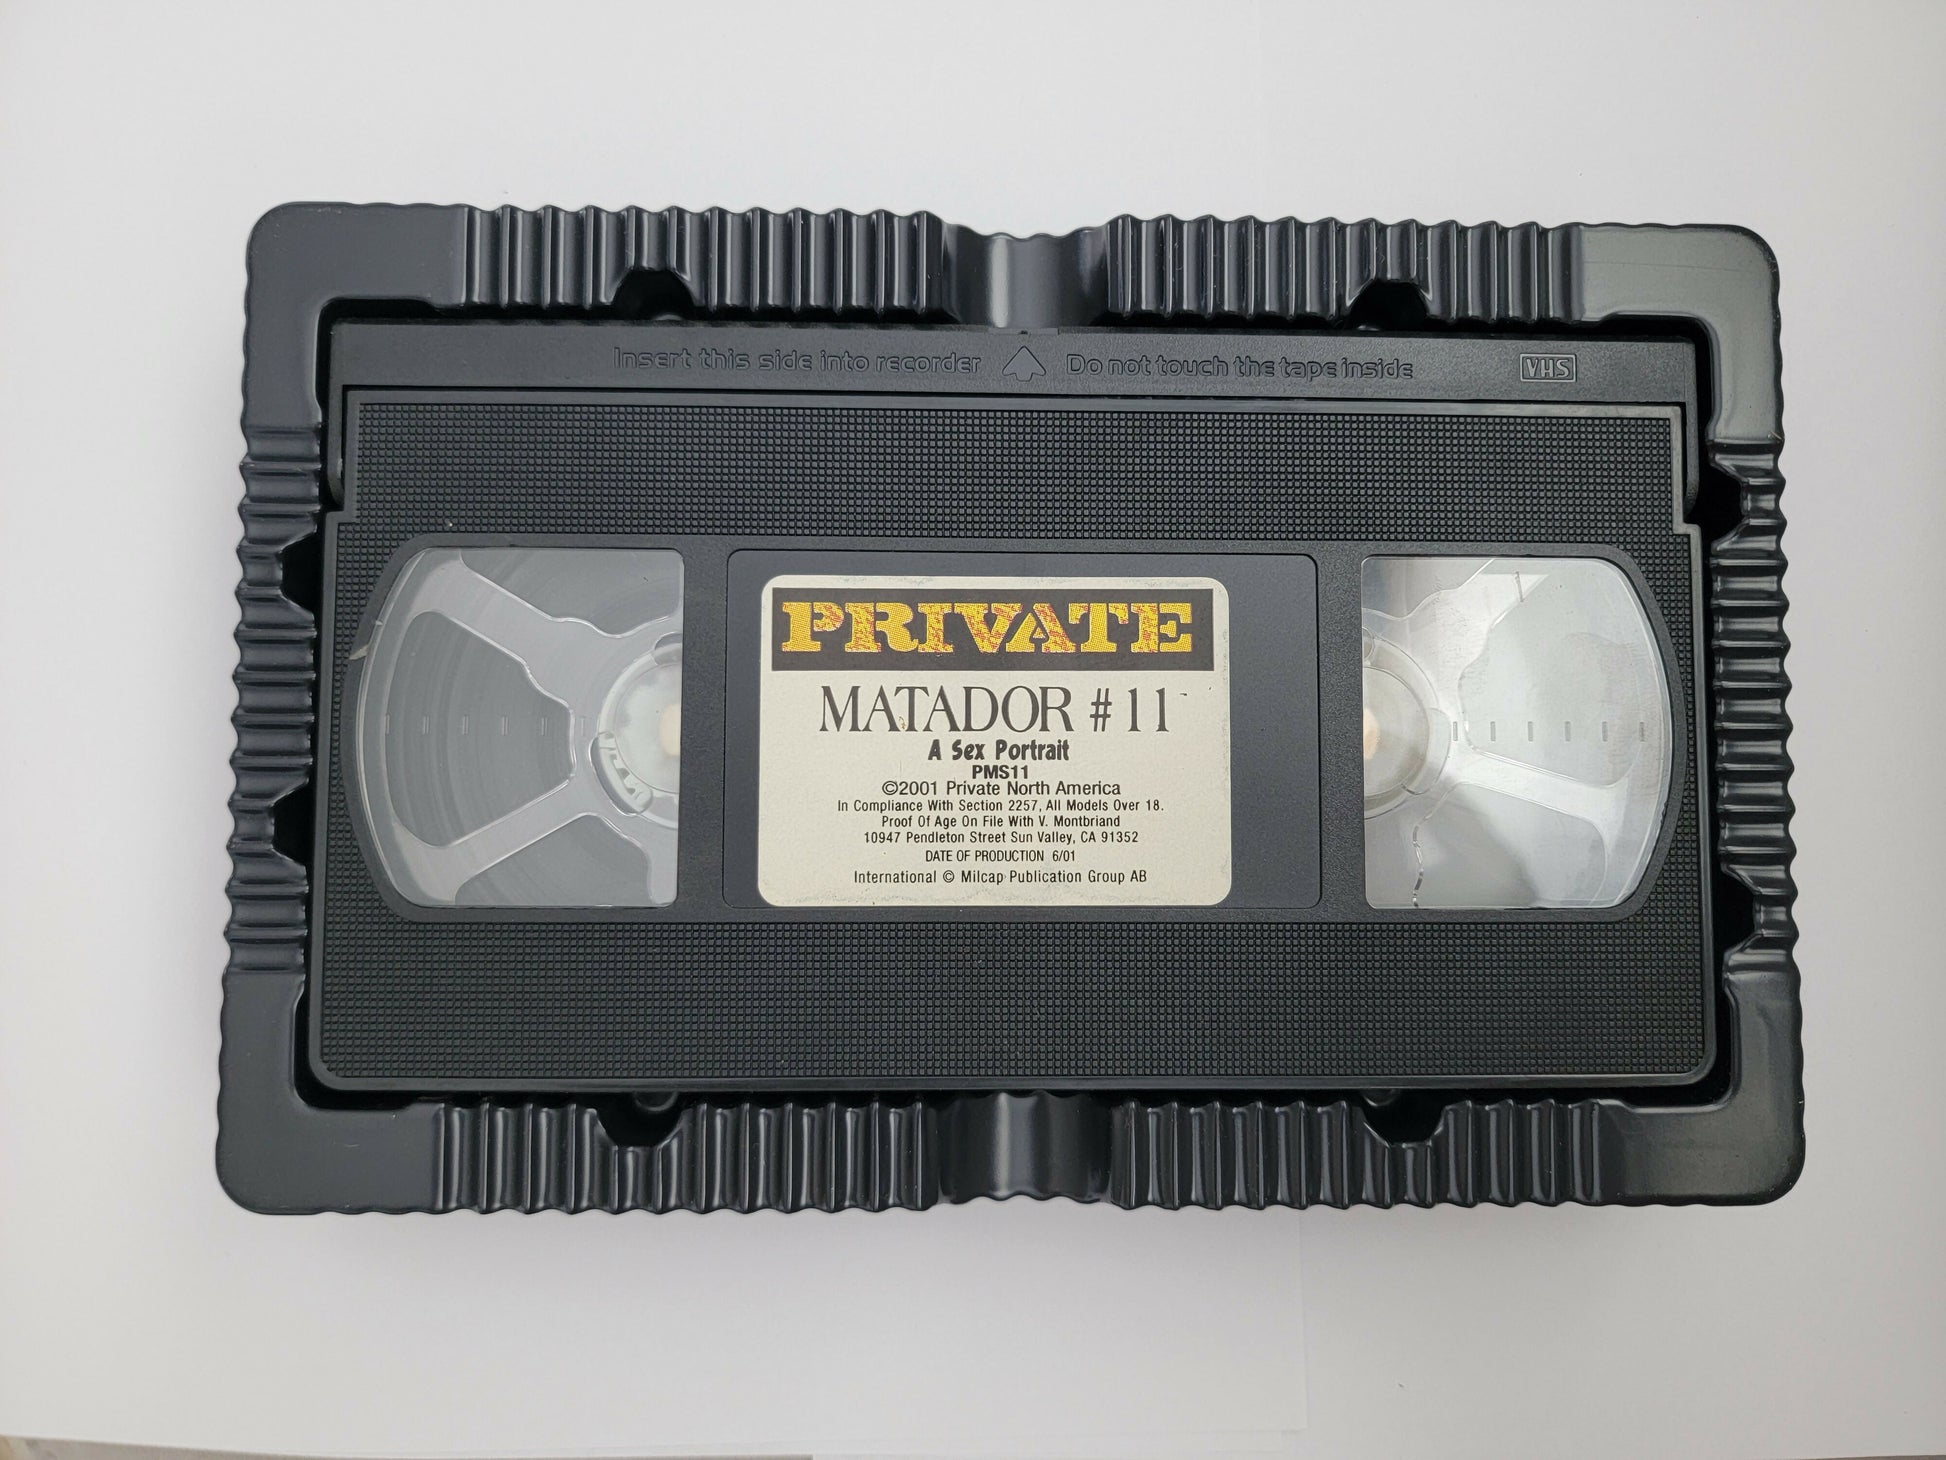 Insert this side into recorder Do not touch the tape inside VHS
PRIVATE
MATADOR #11
A Sex Portrait
PMS11
©2001 Private North America
In Compliance With Section 2257, All Models Over 18.
Proof Of Age On File With V. Montbriand
10947 Pendleton Street Sun Valley, CA 91352
DATE OF PRODUCTION 6/01
International © Milcap Publication Group AB